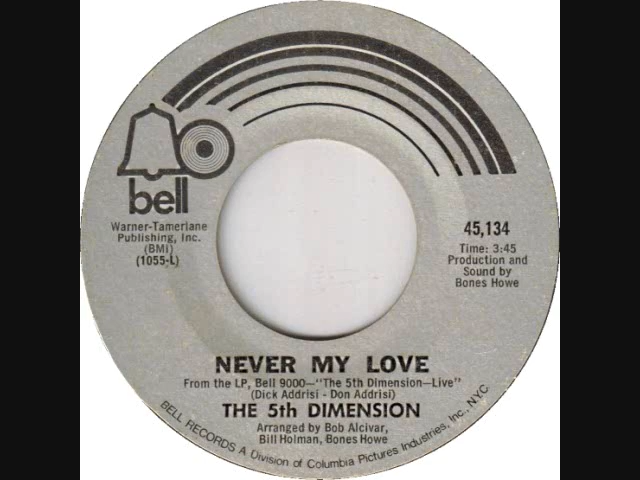 bell
Warner-Tamerlane
Publishing, Inc.
(BMI)
(1055-L)
45,134
Time: 3:45
Production and
Sound by
Bones Howe
NEVER MY LOVE
From the LP, Bell 9000—"The 5th Dimension—Live"
(Dick Addrisi - Don Addrisi)
THE 5th DIMENSION
Arranged by Bob Alcivar,
Bill Holman, Bones Howe
BELL RECORDS A Division of Columbia Pictures Industries, Inc., N.Y.C.